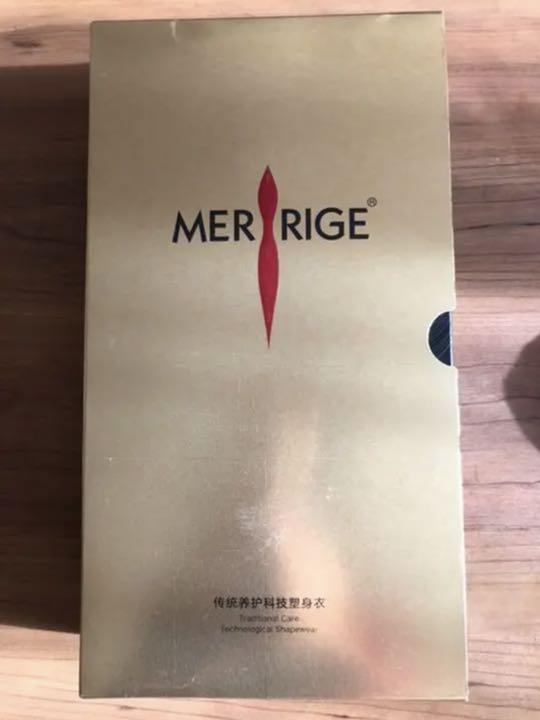 MER RIGE®
传统养护科技塑身衣
Traditional Care
Technological Shapewear